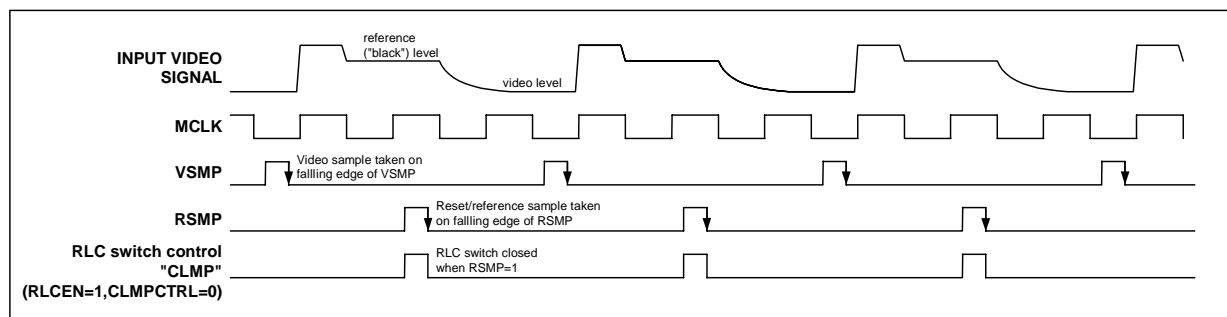 reference
("black") level
INPUT VIDEO
SIGNAL
video level
MCLK
Video sample taken on
fallling edge of VSMP
VSMP
Reset/reference sample taken
on fallling edge of RSMP
RSMP
RLC switch control
"CLMP"
(RLCEN=1,CLMPCTRL=0)
RLC switch closed
when RSMP=1